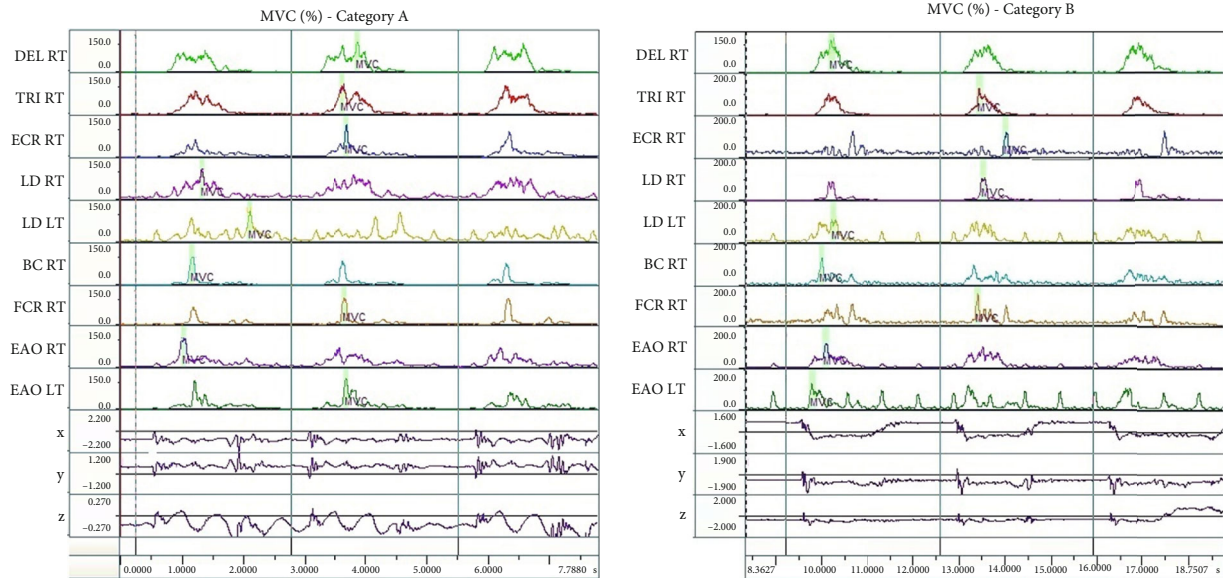 MVC (%) - Category A
DEL RT 150.0 0.0 MVC
TRI RT 150.0 0.0 MVC
ECR RT 150.0 0.0 MVC
LD RT 150.0 0.0 MVC
LD LT 150.0 0.0 MVC
BC RT 150.0 0.0 MVC
FCR RT 150.0 0.0 MVC
EAO RT 150.0 0.0 MVC
EAO LT 150.0 0.0 MVC
x 2.200 −2.200
y 1.200 −1.200
z 0.270 −0.270
0.0000 1.0000 2.0000 3.0000 4.0000 5.0000 6.0000 7.7880 s
MVC (%) - Category B
DEL RT 150.0 0.0 MVC
TRI RT 200.0 0.0 MVC
ECR RT 200.0 0.0 MVC
LD RT 200.0 0.0 MVC
LD LT 200.0 0.0 MVC
BC RT 200.0 0.0 MVC
FCR RT 200.0 0.0 MVC
EAO RT 200.0 0.0 MVC
EAO LT 200.0 0.0 MVC
x 1.600 −1.600
y 1.900 −1.900
z 2.000 −2.000
8.3627 10.0000 11.0000 12.0000 13.0000 14.0000 15.0000 16.0000 17.0000 18.7507 s